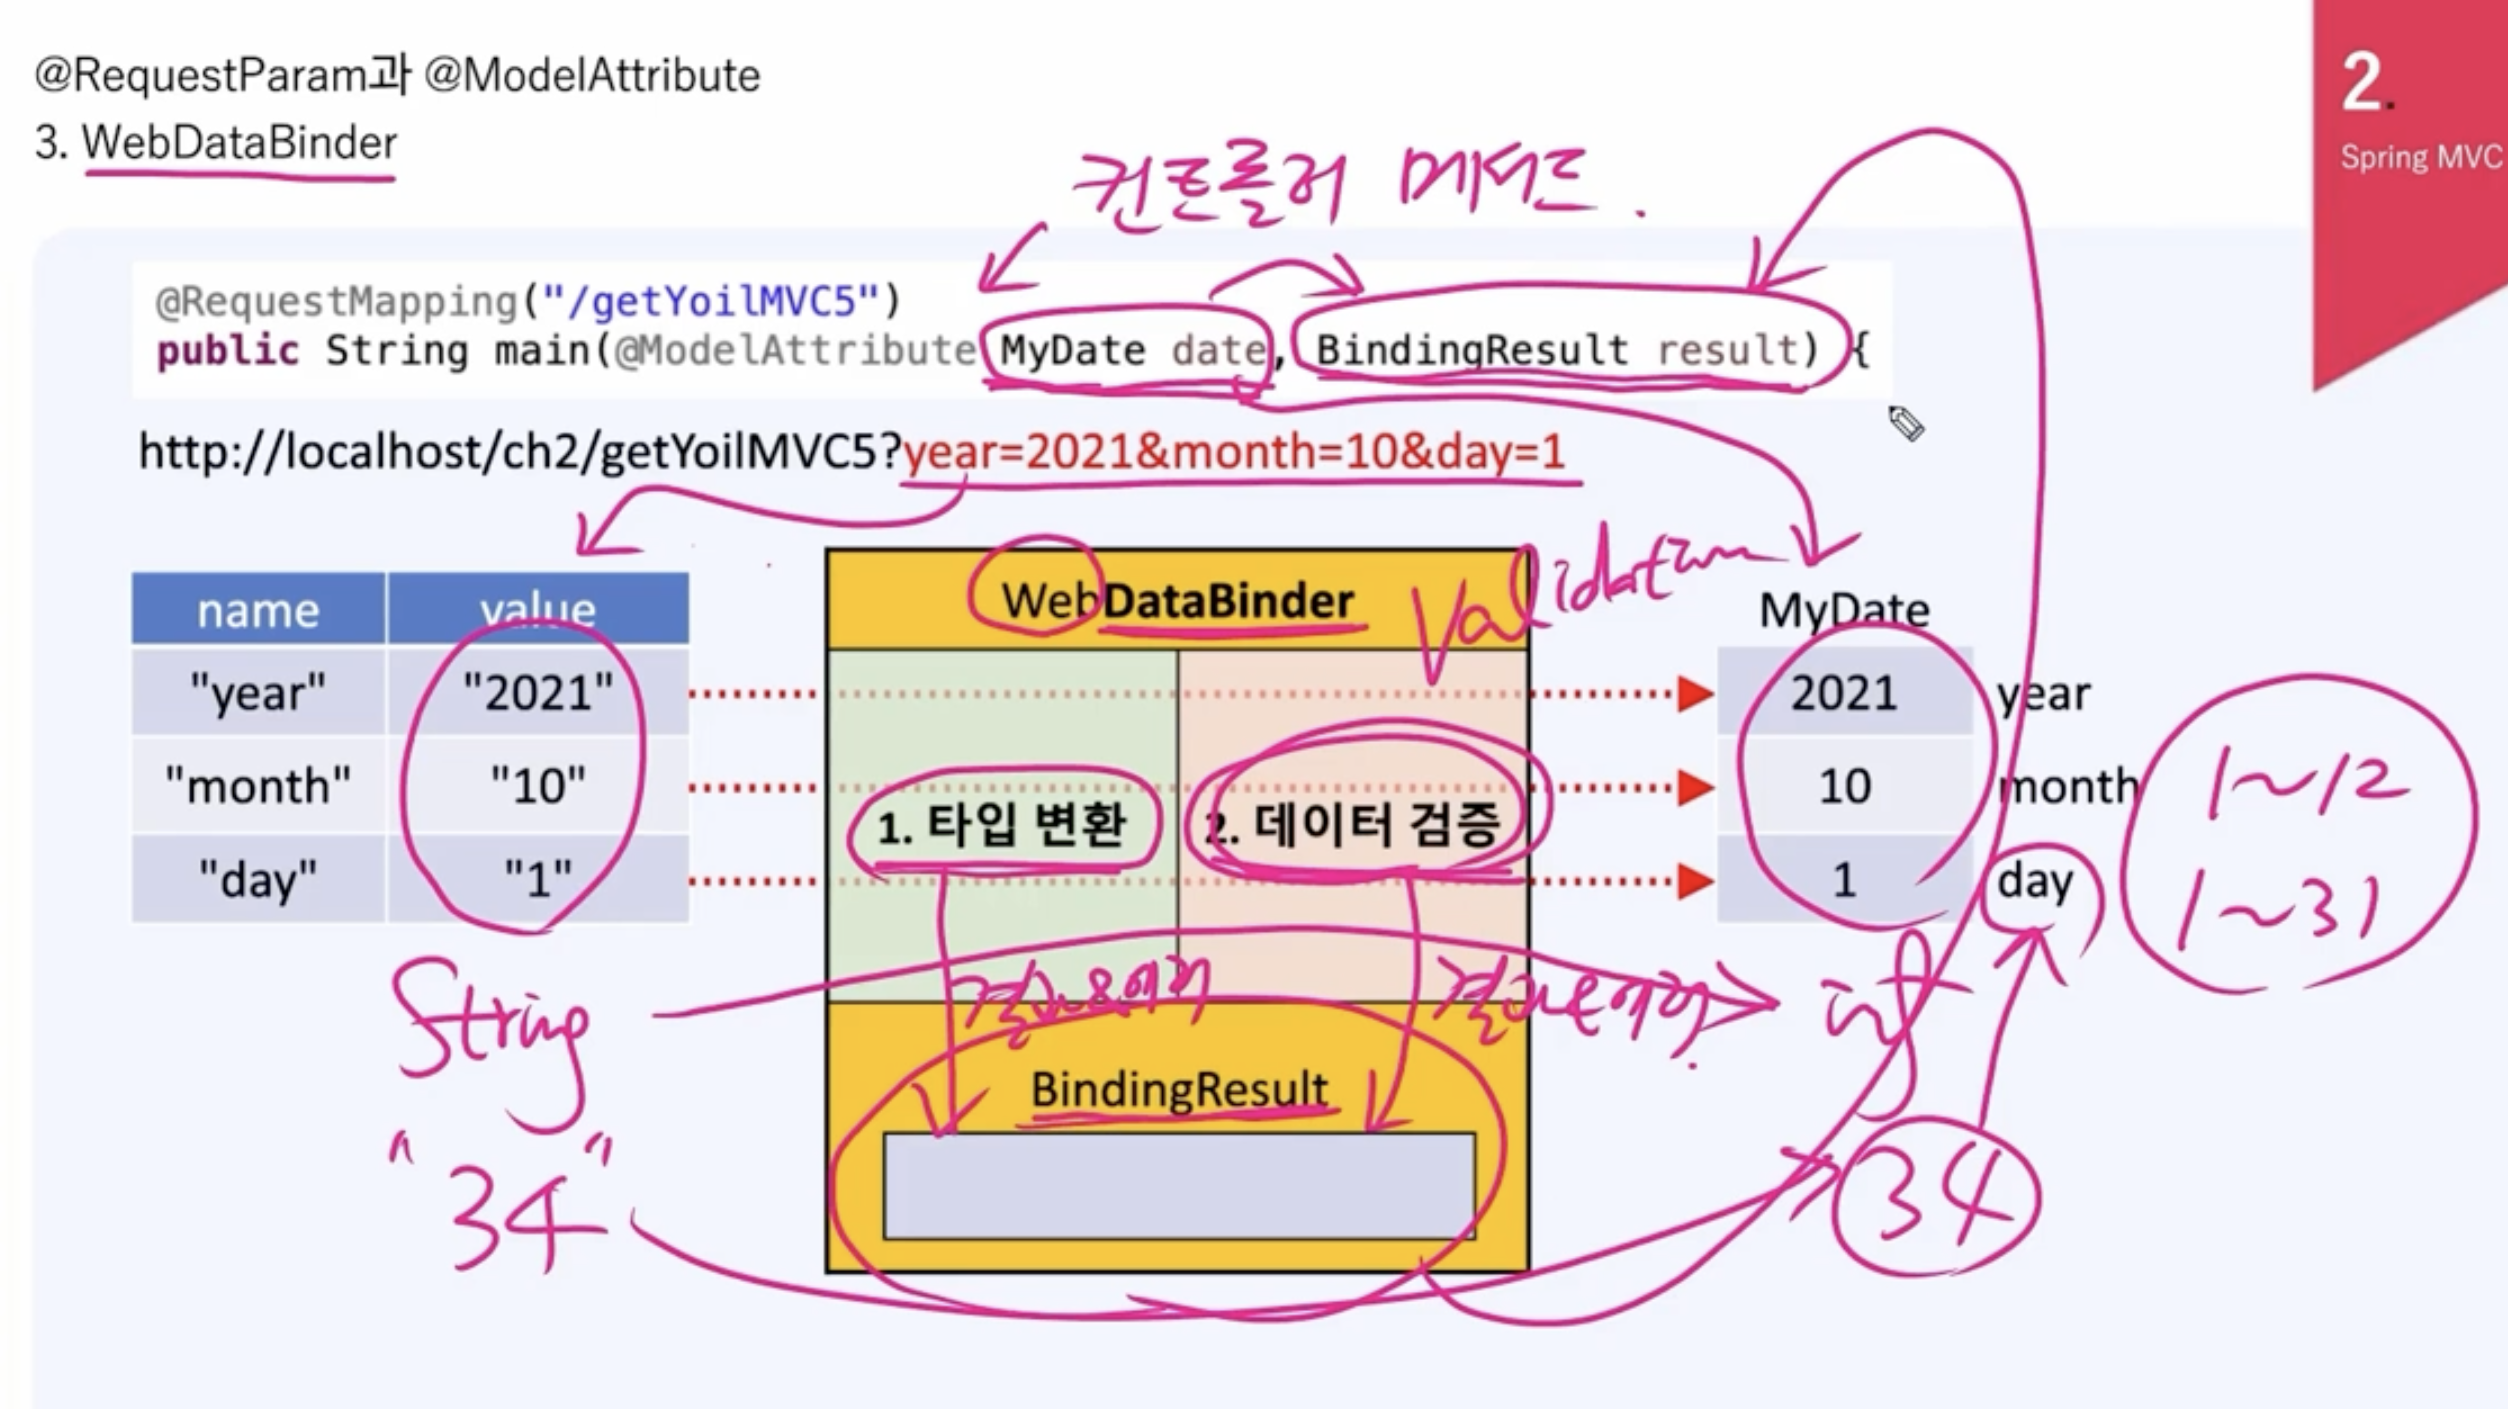 @RequestParam과 @ModelAttribute
3. WebDataBinder
2.
Spring MVC
컨트롤러 메서드.
@RequestMapping("/getYoilMVC5")
public String main(@ModelAttribute MyDate date, BindingResult result) {
http://localhost/ch2/getYoilMVC5?year=2021&month=10&day=1
name value
"year" "2021"
"month" "10"
"day" "1"
WebDataBinder
Validation
1. 타입 변환
2. 데이터 검증
MyDate
2021 year
10 month
1 day
1~12
1~31
결과&에러
결과&에러.
BindingResult
String
int
"34"
34